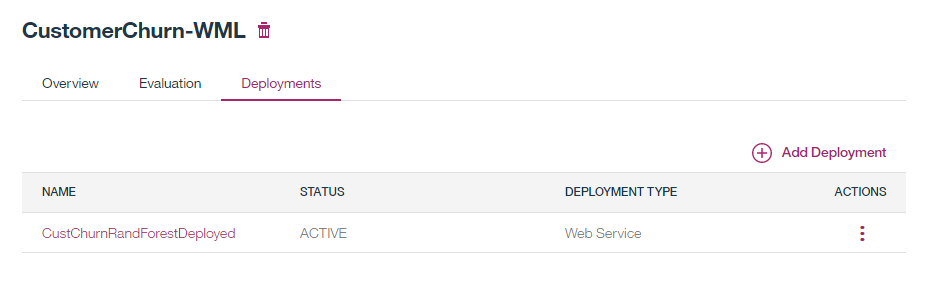 CustomerChurn-WML
Overview Evaluation Deployments
Add Deployment
NAME STATUS DEPLOYMENT TYPE ACTIONS
CustChurnRandForestDeployed ACTIVE Web Service